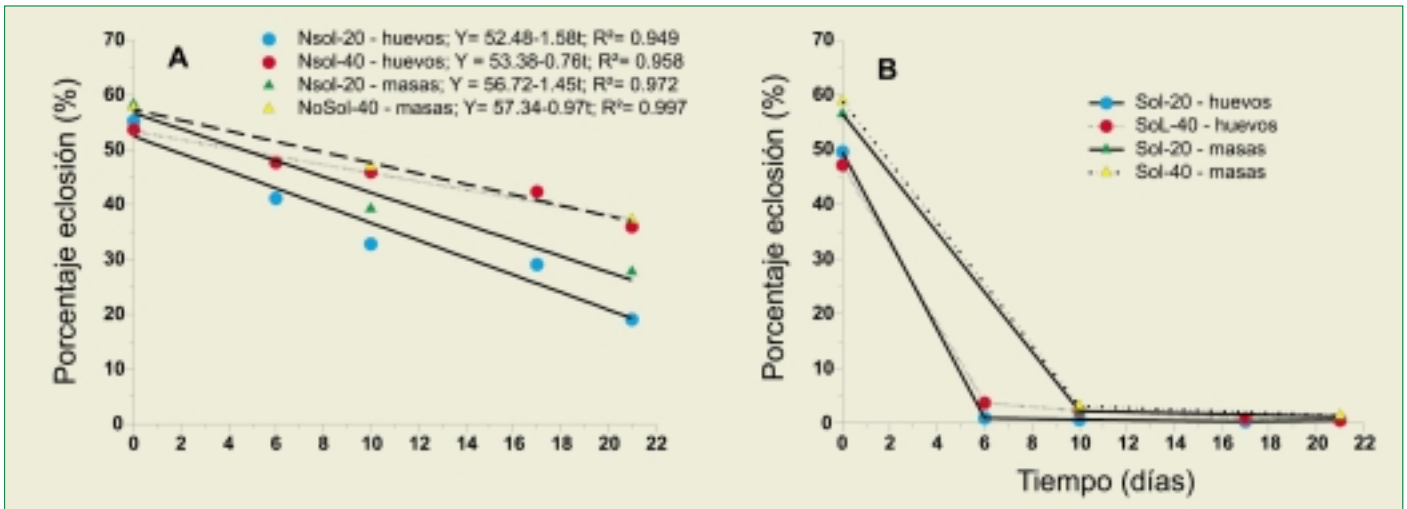 A
Nsol-20 - huevos; Y= 52.48-1.58t; R²= 0.949
Nsol-40 - huevos; Y = 53.38-0.76t; R²= 0.958
Nsol-20 - masas; Y = 56.72-1.45t; R²= 0.972
NoSol-40 - masas; Y= 57.34-0.97t; R²= 0.997
Porcentaje eclosión (%)
70
60
50
40
30
20
10
0
0 2 4 6 8 10 12 14 16 18 20 22
B
Sol-20 - huevos
SoL-40 - huevos
Sol-20 - masas
Sol-40 - masas
Porcentaje eclosión (%)
70
60
50
40
30
20
10
0
0 2 4 6 8 10 12 14 16 18 20 22
Tiempo (días)